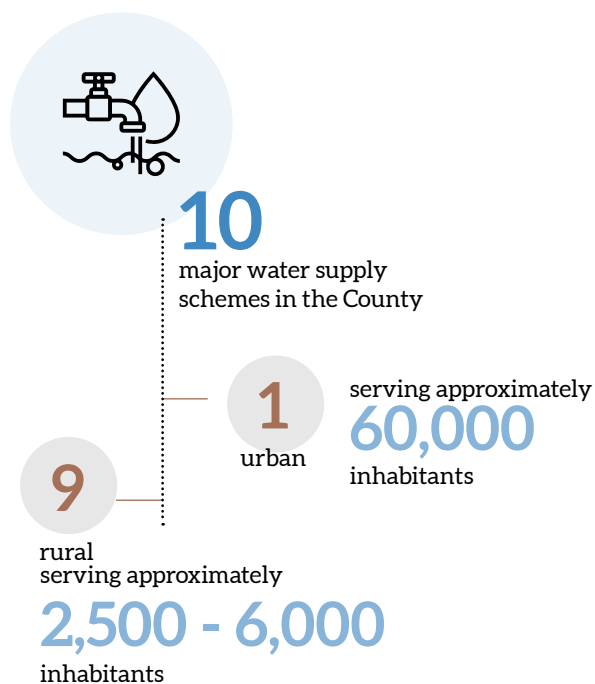 10
major water supply
schemes in the County
1
urban
serving approximately
60,000
inhabitants
9
rural
serving approximately
2,500 - 6,000
inhabitants